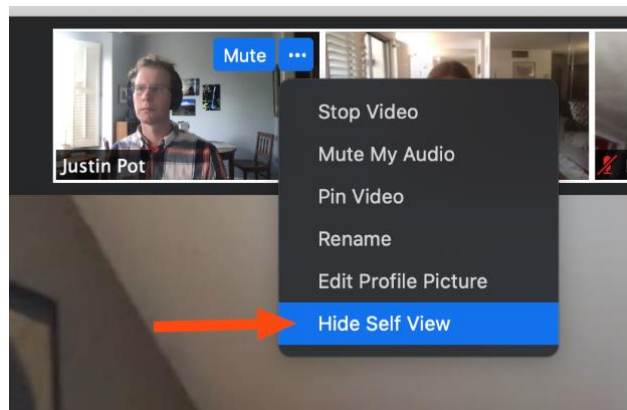 Mute
Justin Pot
Stop Video
Mute My Audio
Pin Video
Rename
Edit Profile Picture
Hide Self View